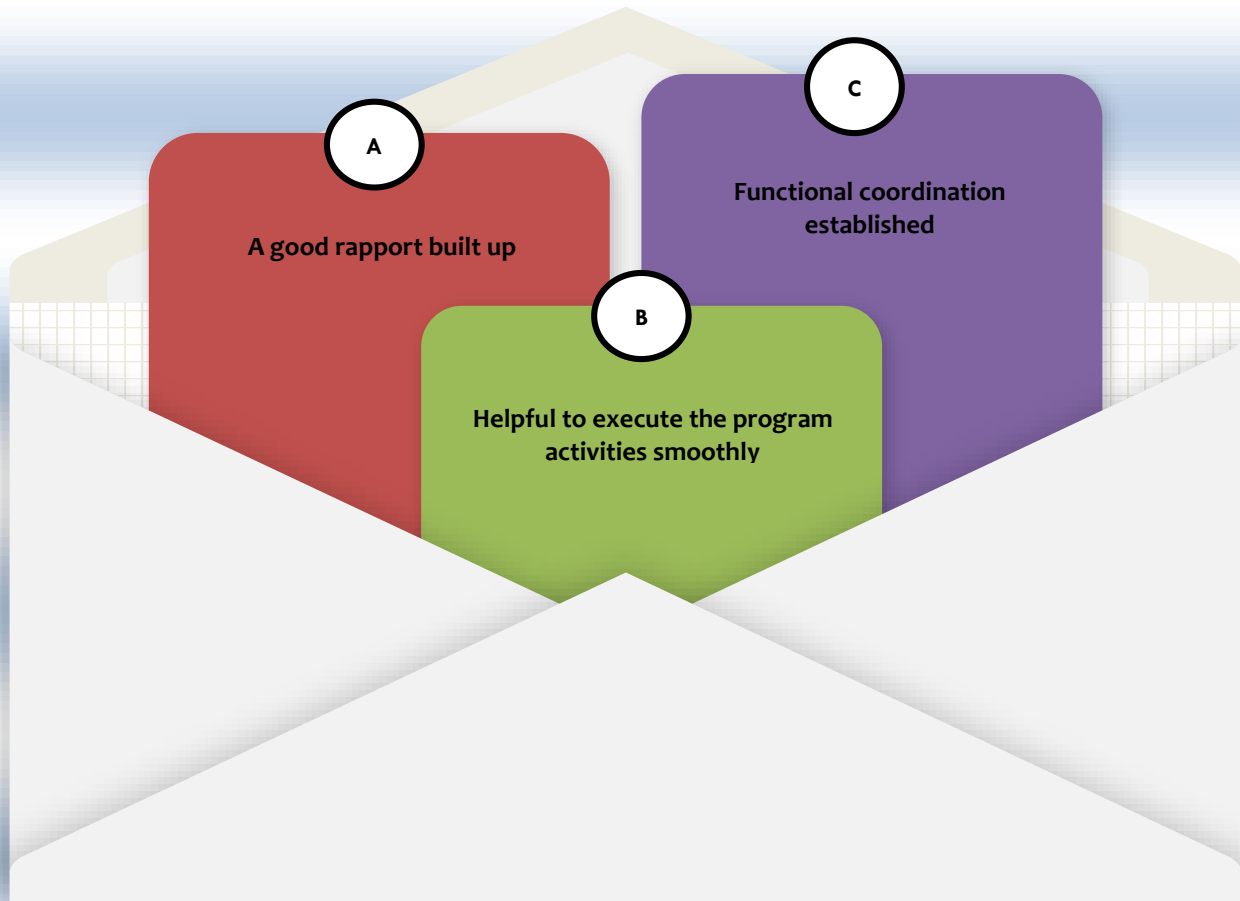 A
A good rapport built up
B
Helpful to execute the program
activities smoothly
C
Functional coordination
established